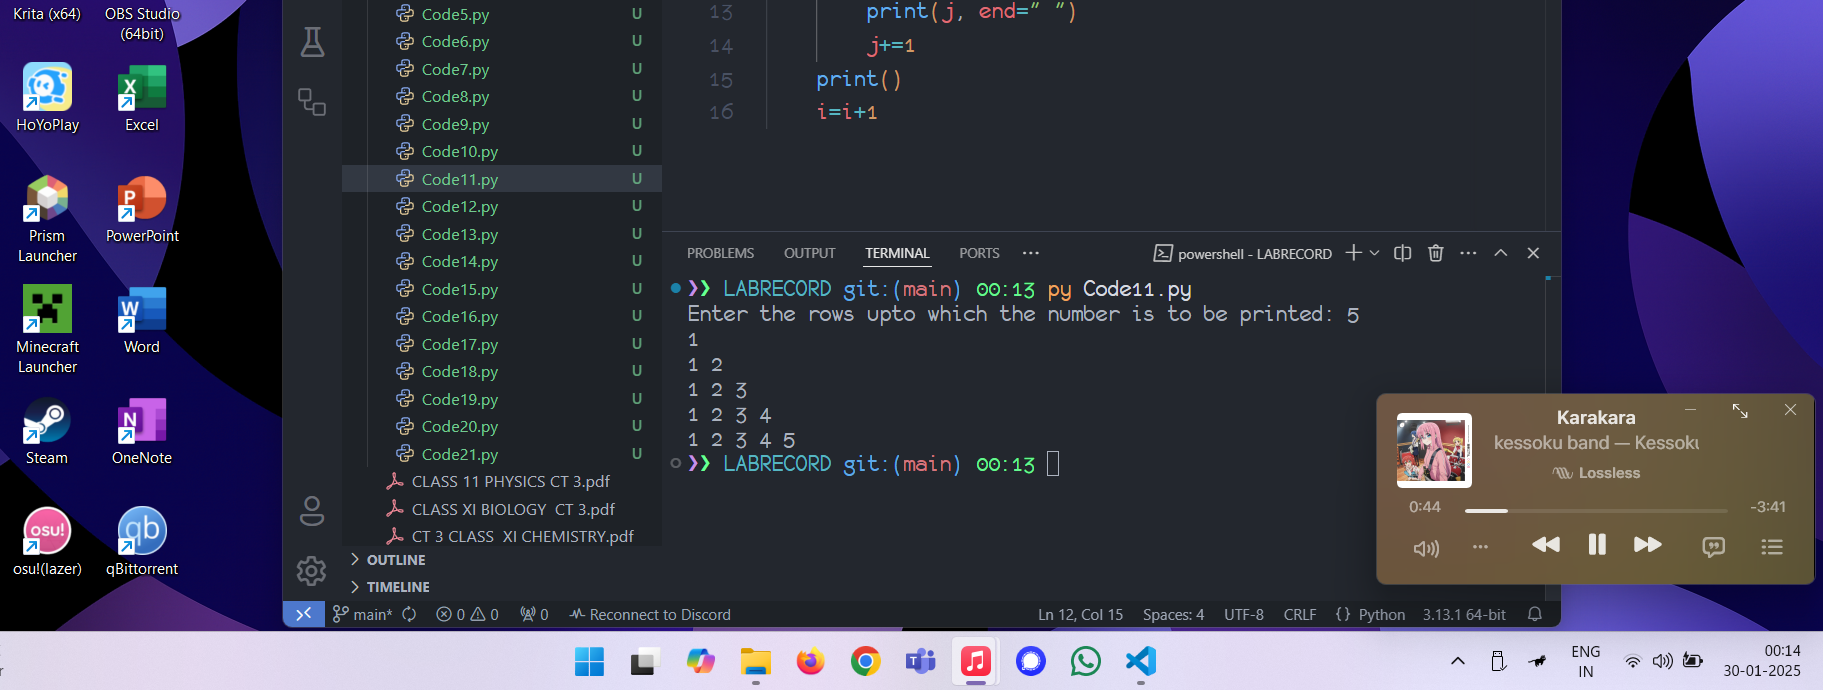 Krita (x64)
OBS Studio
(64bit)
HoYoPlay
Excel
Prism
Launcher
PowerPoint
Minecraft
Launcher
Word
Steam
OneNote
osu!
osu!(lazer)
qb
qBittorrent
Code5.py U
Code6.py U
Code7.py U
Code8.py U
Code9.py U
Code10.py U
Code11.py U
Code12.py U
Code13.py U
Code14.py U
Code15.py U
Code16.py U
Code17.py U
Code18.py U
Code19.py U
Code20.py U
Code21.py U
CLASS 11 PHYSICS CT 3.pdf
CLASS XI BIOLOGY  CT 3.pdf
CT 3 CLASS  XI CHEMISTRY.pdf
OUTLINE
TIMELINE
13 print(j, end=" ")
14 j+=1
15 print()
16 i=i+1
PROBLEMS OUTPUT TERMINAL PORTS ··· powershell - LABRECORD
❯❯ LABRECORD git:(main) 00:13 py Code11.py
Enter the rows upto which the number is to be printed: 5
1
1 2
1 2 3
1 2 3 4
1 2 3 4 5
❯❯ LABRECORD git:(main) 00:13
Karakara
kessoku band — Kessoku
Lossless
0:44 -3:41
main* 0 0 0 Reconnect to Discord Ln 12, Col 15 Spaces: 4 UTF-8 CRLF {} Python 3.13.1 64-bit
ENG
IN
00:14
30-01-2025